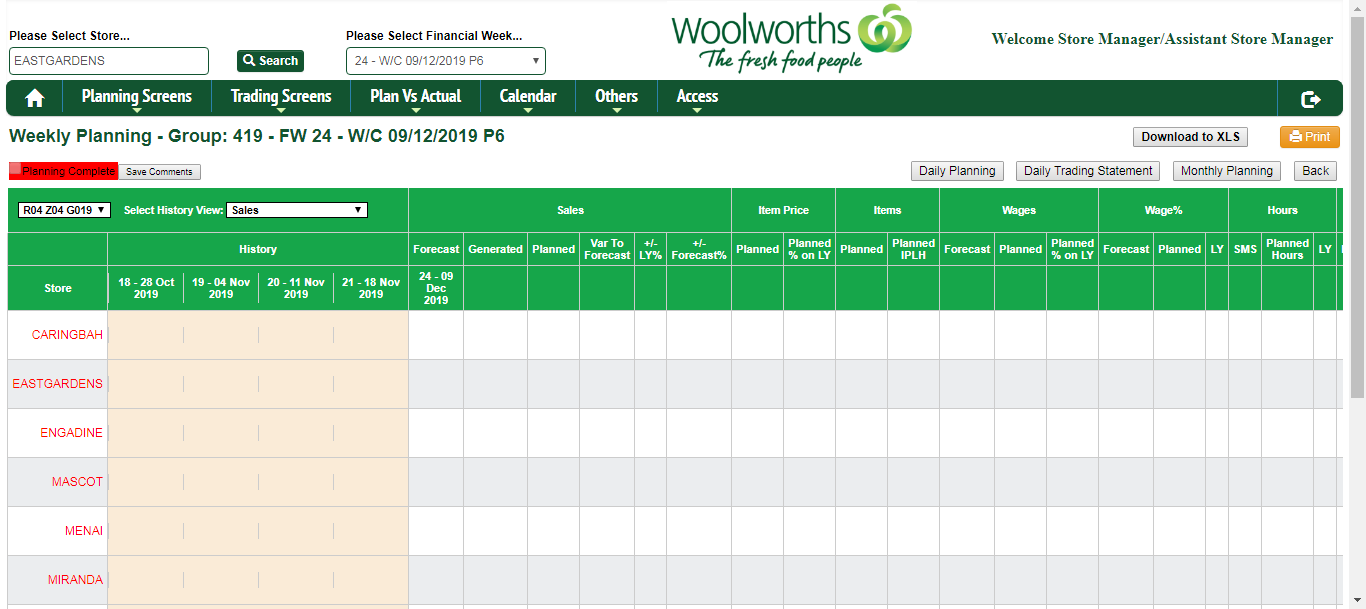 Please Select Store...
Please Select Financial Week...
EASTGARDENS
Search
24 - W/C 09/12/2019 P6
Woolworths
The fresh food people
Welcome Store Manager/Assistant Store Manager
Planning Screens Trading Screens Plan Vs Actual Calendar Others Access
Weekly Planning - Group: 419 - FW 24 - W/C 09/12/2019 P6
Download to XLS Print
Planning Complete Save Comments
Daily Planning Daily Trading Statement Monthly Planning Back
R04 Z04 G019 Select History View: Sales
Sales Item Price Items Wages Wage% Hours
History
Forecast Generated Planned Var To Forecast +/- LY% +/- Forecast% Planned Planned % on LY Planned Planned IPLH Forecast Planned Planned % on LY Forecast Planned LY SMS Planned Hours LY
Store
18 - 28 Oct 2019
19 - 04 Nov 2019
20 - 11 Nov 2019
21 - 18 Nov 2019
24 - 09 Dec 2019
CARINGBAH
EASTGARDENS
ENGADINE
MASCOT
MENAI
MIRANDA